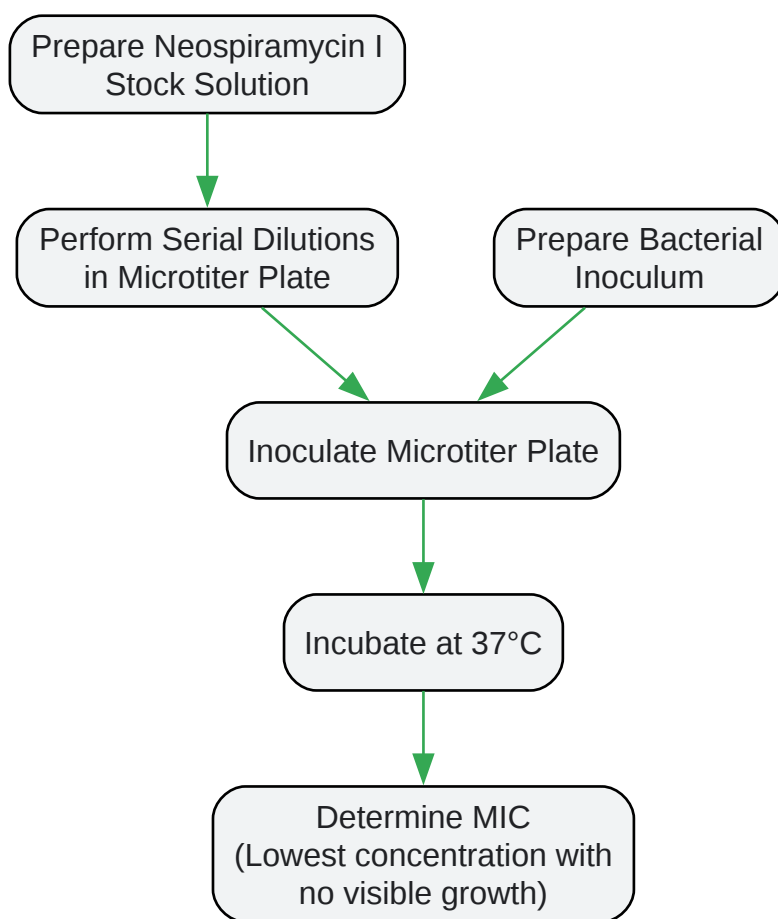 Prepare Neospiramycin I
Stock Solution
Perform Serial Dilutions
in Microtiter Plate
Prepare Bacterial
Inoculum
Inoculate Microtiter Plate
Incubate at 37°C
Determine MIC
(Lowest concentration with
no visible growth)